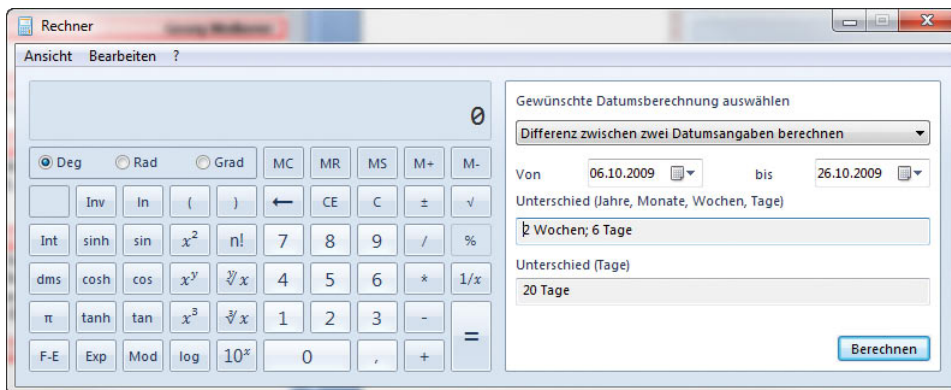 Rechner
Ansicht Bearbeiten ?
0
Deg Rad Grad MC MR MS M+ M-
Inv ln ( ) ← CE C ± √
Int sinh sin x² n! 7 8 9 / %
dms cosh cos xʸ ʸ√x 4 5 6 * 1/x
π tanh tan x³ ³√x 1 2 3 - =
F-E Exp Mod log 10ˣ 0 , +
Gewünschte Datumsberechnung auswählen
Differenz zwischen zwei Datumsangaben berechnen
Von 06.10.2009 bis 26.10.2009
Unterschied (Jahre, Monate, Wochen, Tage)
2 Wochen; 6 Tage
Unterschied (Tage)
20 Tage
Berechnen